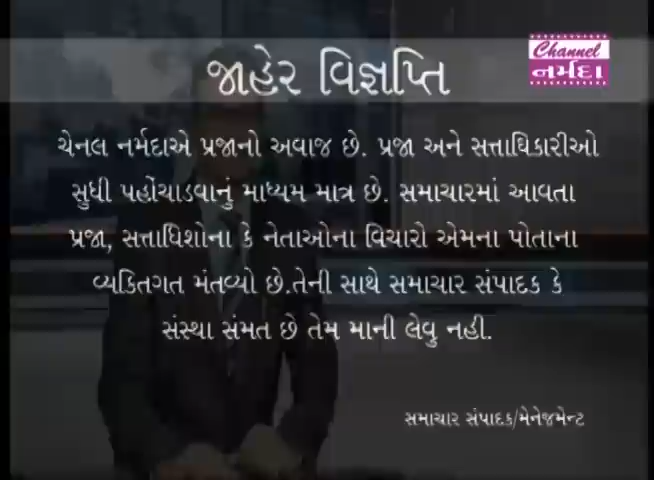 Channel
નર્મદા
જાહેર વિજ્ઞપ્તિ
ચેનલ નર્મદાએ પ્રજાનો અવાજ છે. પ્રજા અને સત્તાધિકારીઓ
સુધી પહોંચાડવાનું માધ્યમ માત્ર છે. સમાચારમાં આવતા
પ્રજા, સત્તાધિશોના કે નેતાઓના વિચારો એમના પોતાના
વ્યકિતગત મંતવ્યો છે.તેની સાથે સમાચાર સંપાદક કે
સંસ્થા સંમત છે તેમ માની લેવુ નહી.
સમાચાર સંપાદક/મેનેજમેન્ટ